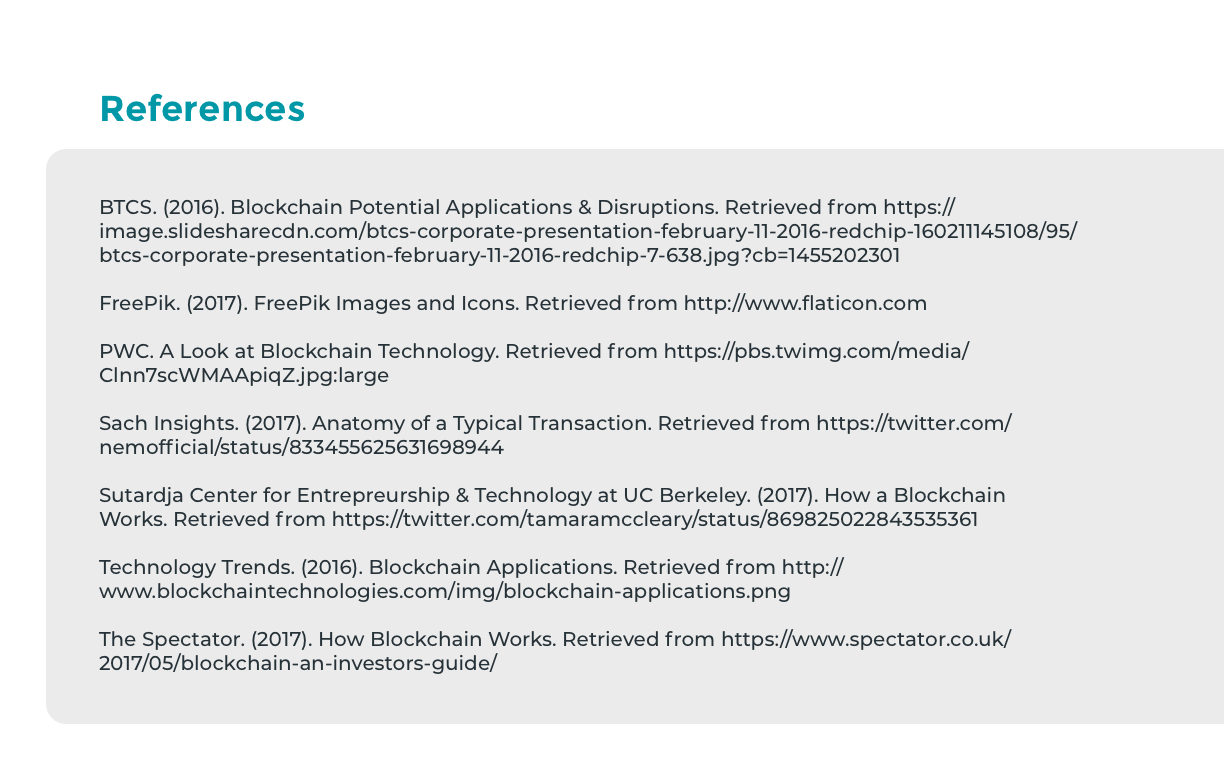 References
BTCS. (2016). Blockchain Potential Applications & Disruptions. Retrieved from https://
image.slidesharecdn.com/btcs-corporate-presentation-february-11-2016-redchip-160211145108/95/
btcs-corporate-presentation-february-11-2016-redchip-7-638.jpg?cb=1455202301
FreePik. (2017). FreePik Images and Icons. Retrieved from http://www.flaticon.com
PWC. A Look at Blockchain Technology. Retrieved from https://pbs.twimg.com/media/
Clnn7scWMAApiqZ.jpg:large
Sach Insights. (2017). Anatomy of a Typical Transaction. Retrieved from https://twitter.com/
nemofficial/status/833455625631698944
Sutardja Center for Entrepreurship & Technology at UC Berkeley. (2017). How a Blockchain
Works. Retrieved from https://twitter.com/tamaramccleary/status/869825022843535361
Technology Trends. (2016). Blockchain Applications. Retrieved from http://
www.blockchaintechnologies.com/img/blockchain-applications.png
The Spectator. (2017). How Blockchain Works. Retrieved from https://www.spectator.co.uk/
2017/05/blockchain-an-investors-guide/